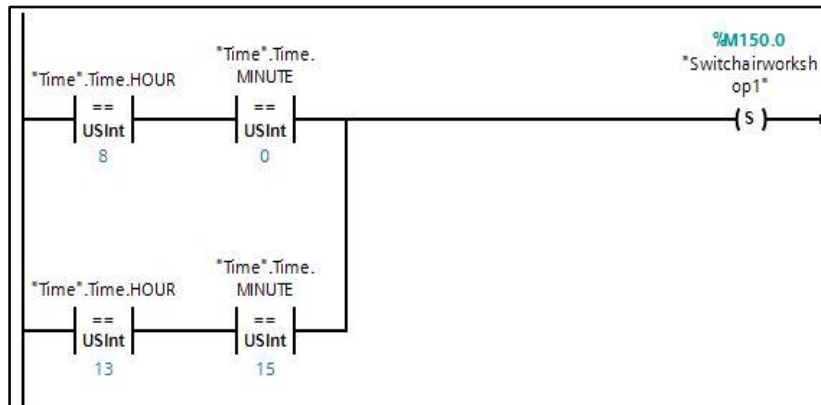 %M150.0
"Switchairworksh
op1"
"Time".Time.HOUR
"Time".Time.
MINUTE
==
USInt
8
==
USInt
0
S
"Time".Time.HOUR
"Time".Time.
MINUTE
==
USInt
13
==
USInt
15